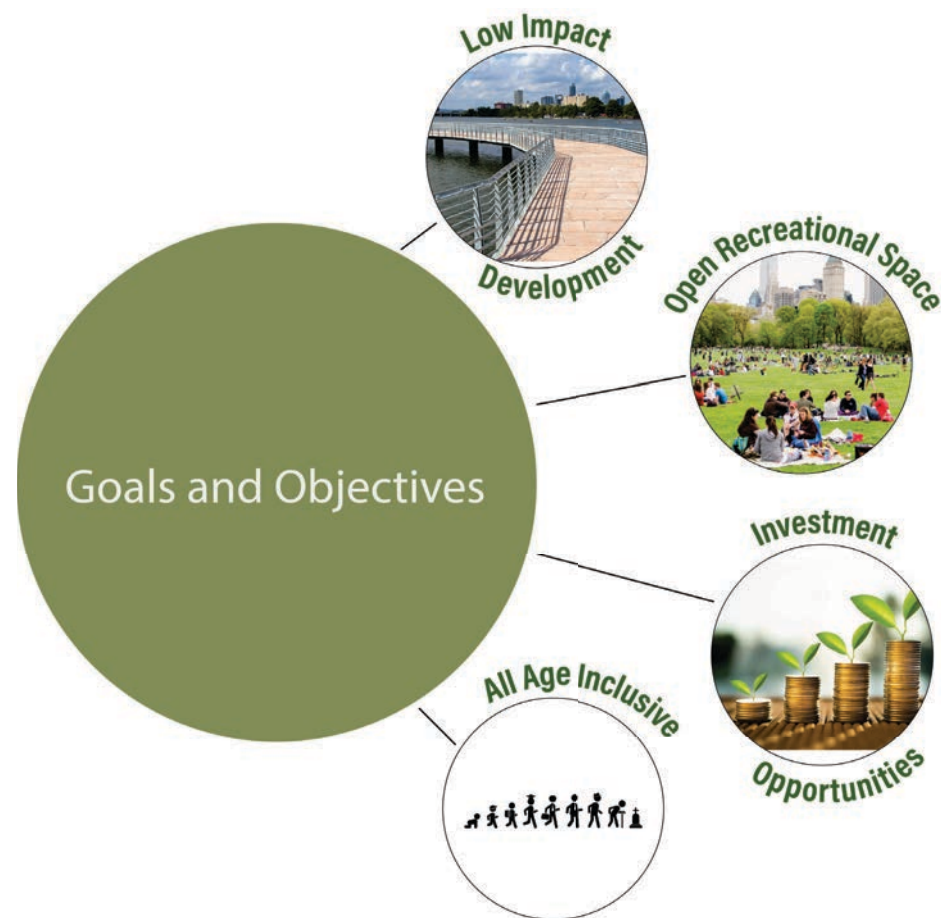 Low Impact
Development
Open Recreational Space
Goals and Objectives
Investment
Opportunities
All Age Inclusive